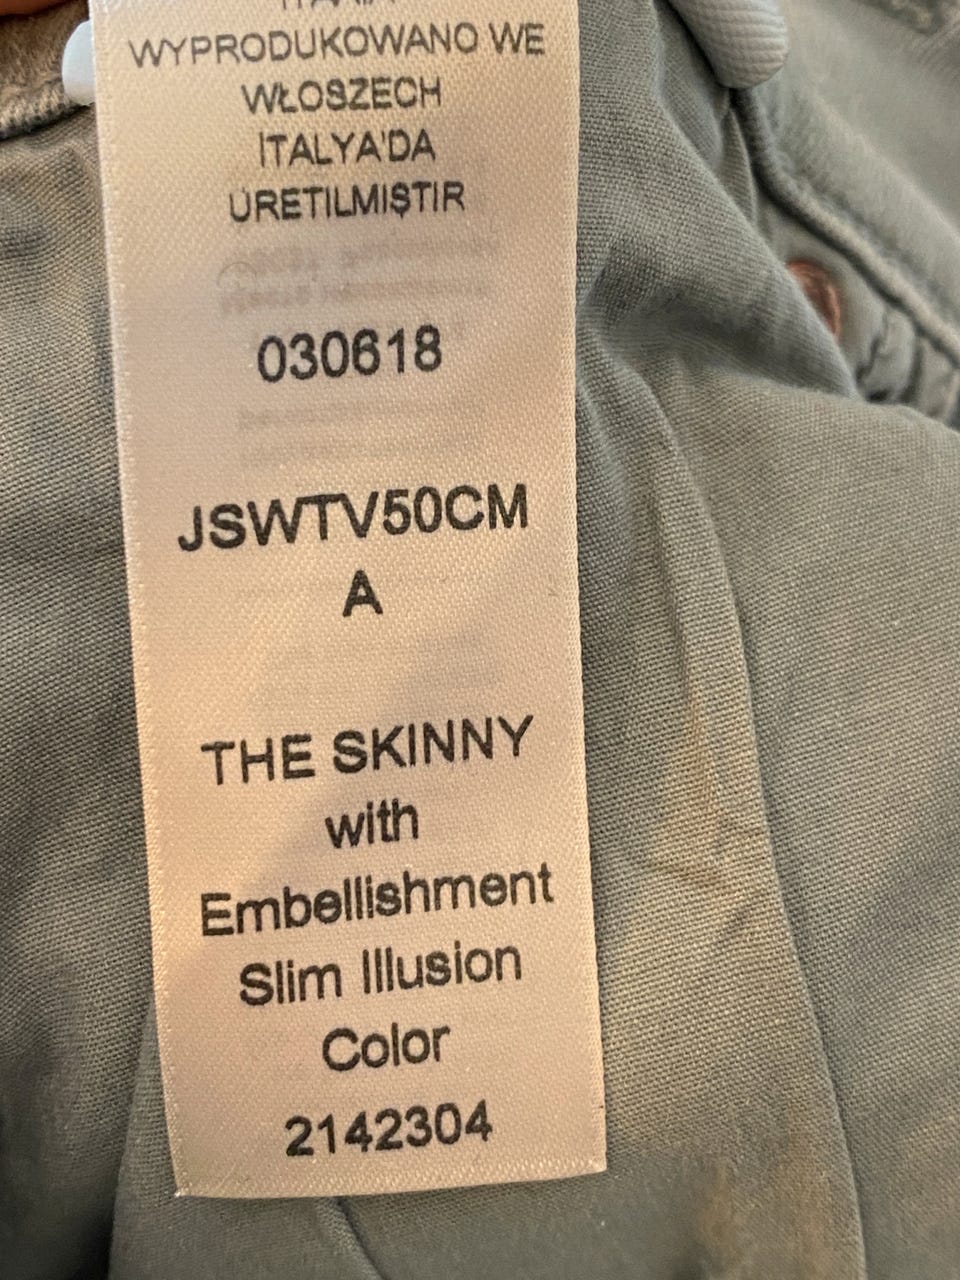 WYPRODUKOWANO WE
WŁOSZECH
İTALYA'DA
ÜRETILMIŞTIR
030618
JSWTV50CM
A
THE SKINNY
with
Embellishment
Slim Illusion
Color
2142304